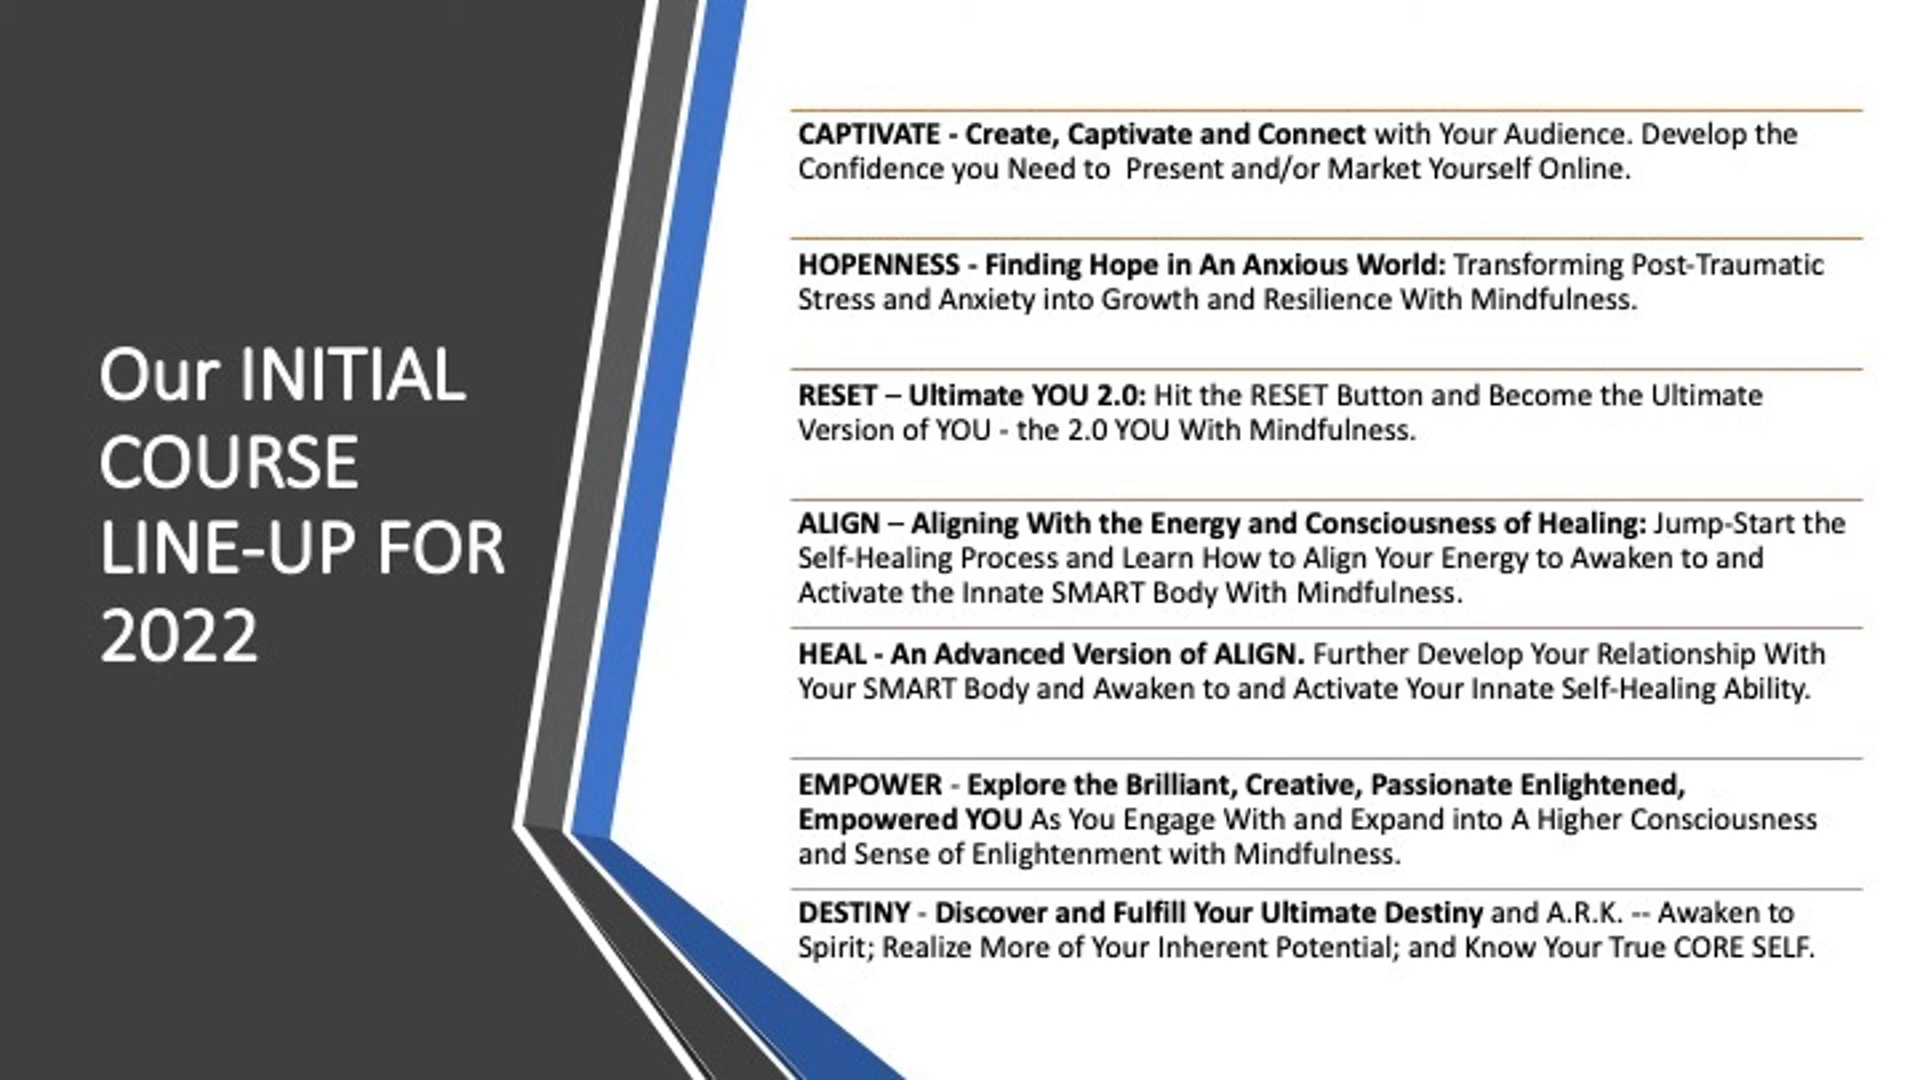 Our INITIAL
COURSE
LINE-UP FOR
2022
CAPTIVATE - Create, Captivate and Connect with Your Audience. Develop the
Confidence you Need to  Present and/or Market Yourself Online.
HOPENNESS - Finding Hope in An Anxious World: Transforming Post-Traumatic
Stress and Anxiety into Growth and Resilience With Mindfulness.
RESET – Ultimate YOU 2.0: Hit the RESET Button and Become the Ultimate
Version of YOU - the 2.0 YOU With Mindfulness.
ALIGN – Aligning With the Energy and Consciousness of Healing: Jump-Start the
Self-Healing Process and Learn How to Align Your Energy to Awaken to and
Activate the Innate SMART Body With Mindfulness.
HEAL - An Advanced Version of ALIGN. Further Develop Your Relationship With
Your SMART Body and Awaken to and Activate Your Innate Self-Healing Ability.
EMPOWER - Explore the Brilliant, Creative, Passionate Enlightened,
Empowered YOU As You Engage With and Expand into A Higher Consciousness
and Sense of Enlightenment with Mindfulness.
DESTINY - Discover and Fulfill Your Ultimate Destiny and A.R.K. -- Awaken to
Spirit; Realize More of Your Inherent Potential; and Know Your True CORE SELF.